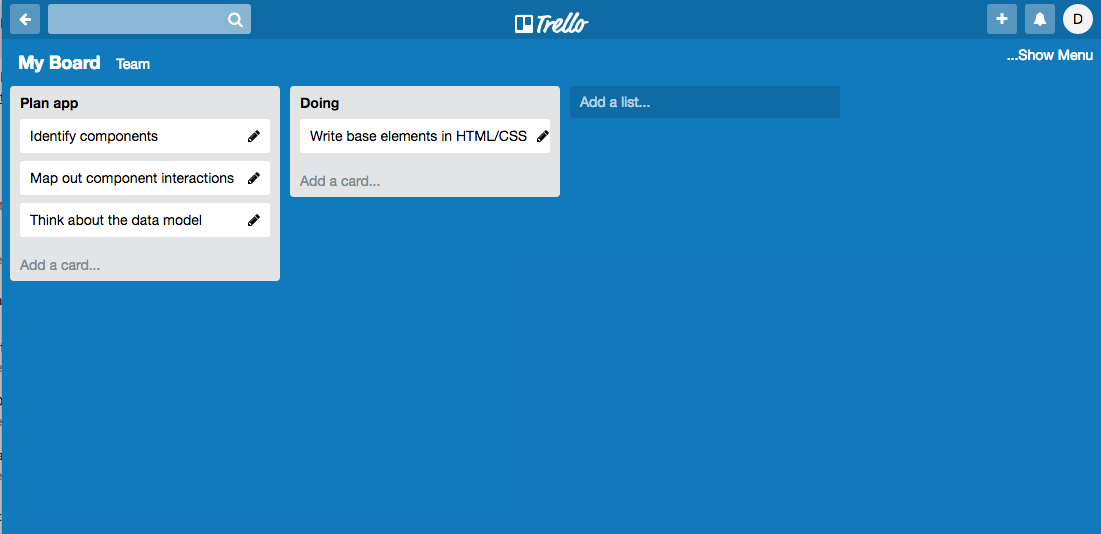 Trello
D
My Board Team
...Show Menu
Plan app
Identify components
Map out component interactions
Think about the data model
Add a card...
Doing
Write base elements in HTML/CSS
Add a card...
Add a list...